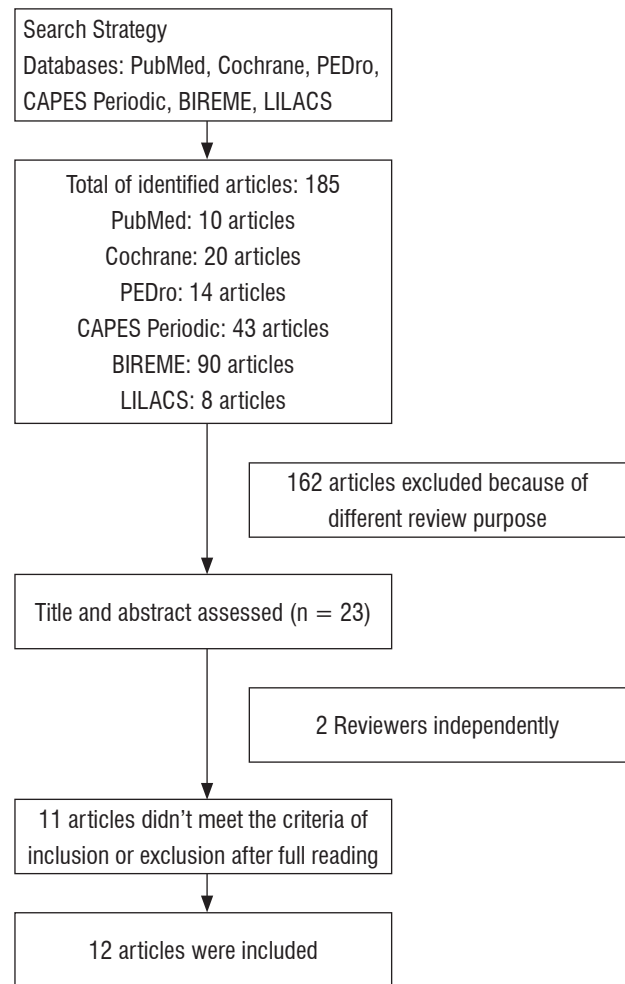 Search Strategy
Databases: PubMed, Cochrane, PEDro,
CAPES Periodic, BIREME, LILACS
Total of identified articles: 185
PubMed: 10 articles
Cochrane: 20 articles
PEDro: 14 articles
CAPES Periodic: 43 articles
BIREME: 90 articles
LILACS: 8 articles
162 articles excluded because of
different review purpose
Title and abstract assessed (n = 23)
2 Reviewers independently
11 articles didn’t meet the criteria of
inclusion or exclusion after full reading
12 articles were included